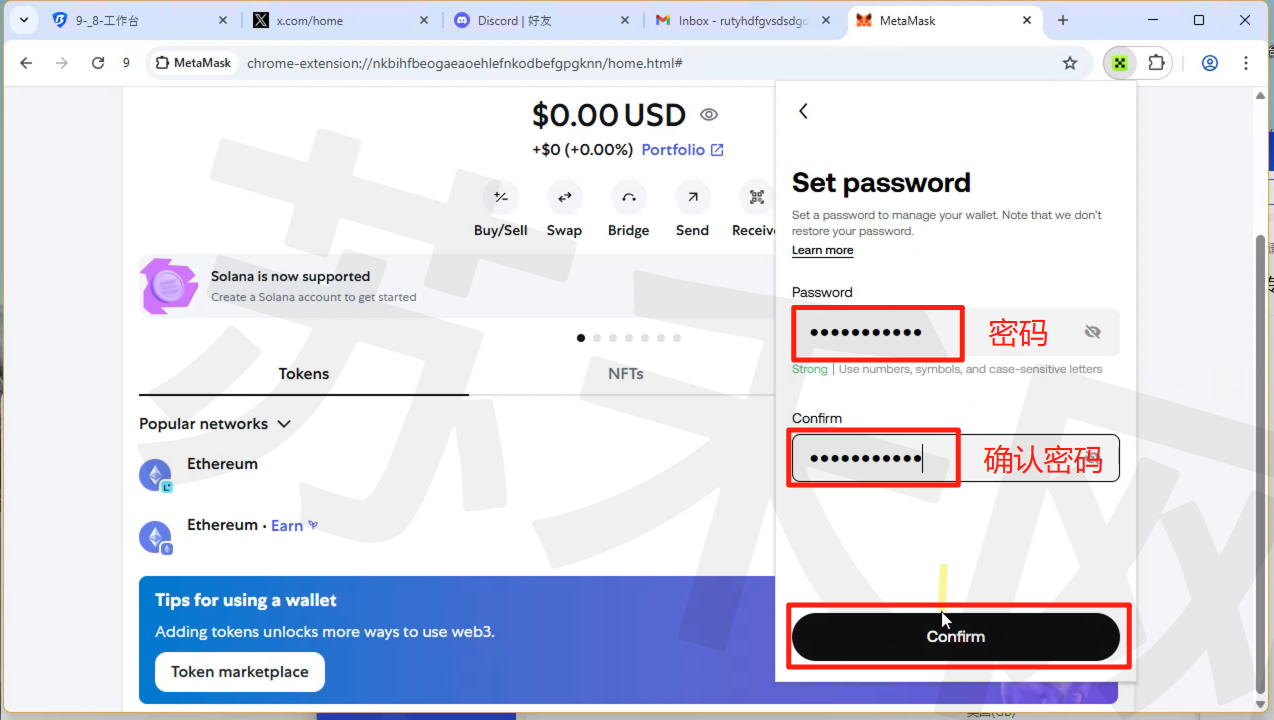 9-_8-工作台
x.com/home
Discord | 好友
Inbox - rutyhdfgvsdsdgd
MetaMask
9
MetaMask
chrome-extension://nkbihfbeogaeaoehlefnkodbefgpgknn/home.html#
$0.00 USD
+$0 (+0.00%) Portfolio
Buy/Sell
Swap
Bridge
Send
Receive
Solana is now supported
Create a Solana account to get started
Tokens
NFTs
Popular networks
Ethereum
Ethereum • Earn
Tips for using a wallet
Adding tokens unlocks more ways to use web3.
Token marketplace
Set password
Set a password to manage your wallet. Note that we don't
restore your password.
Learn more
Password
密码
Strong | Use numbers, symbols, and case-sensitive letters
Confirm
确认密码
Confirm
苏米网